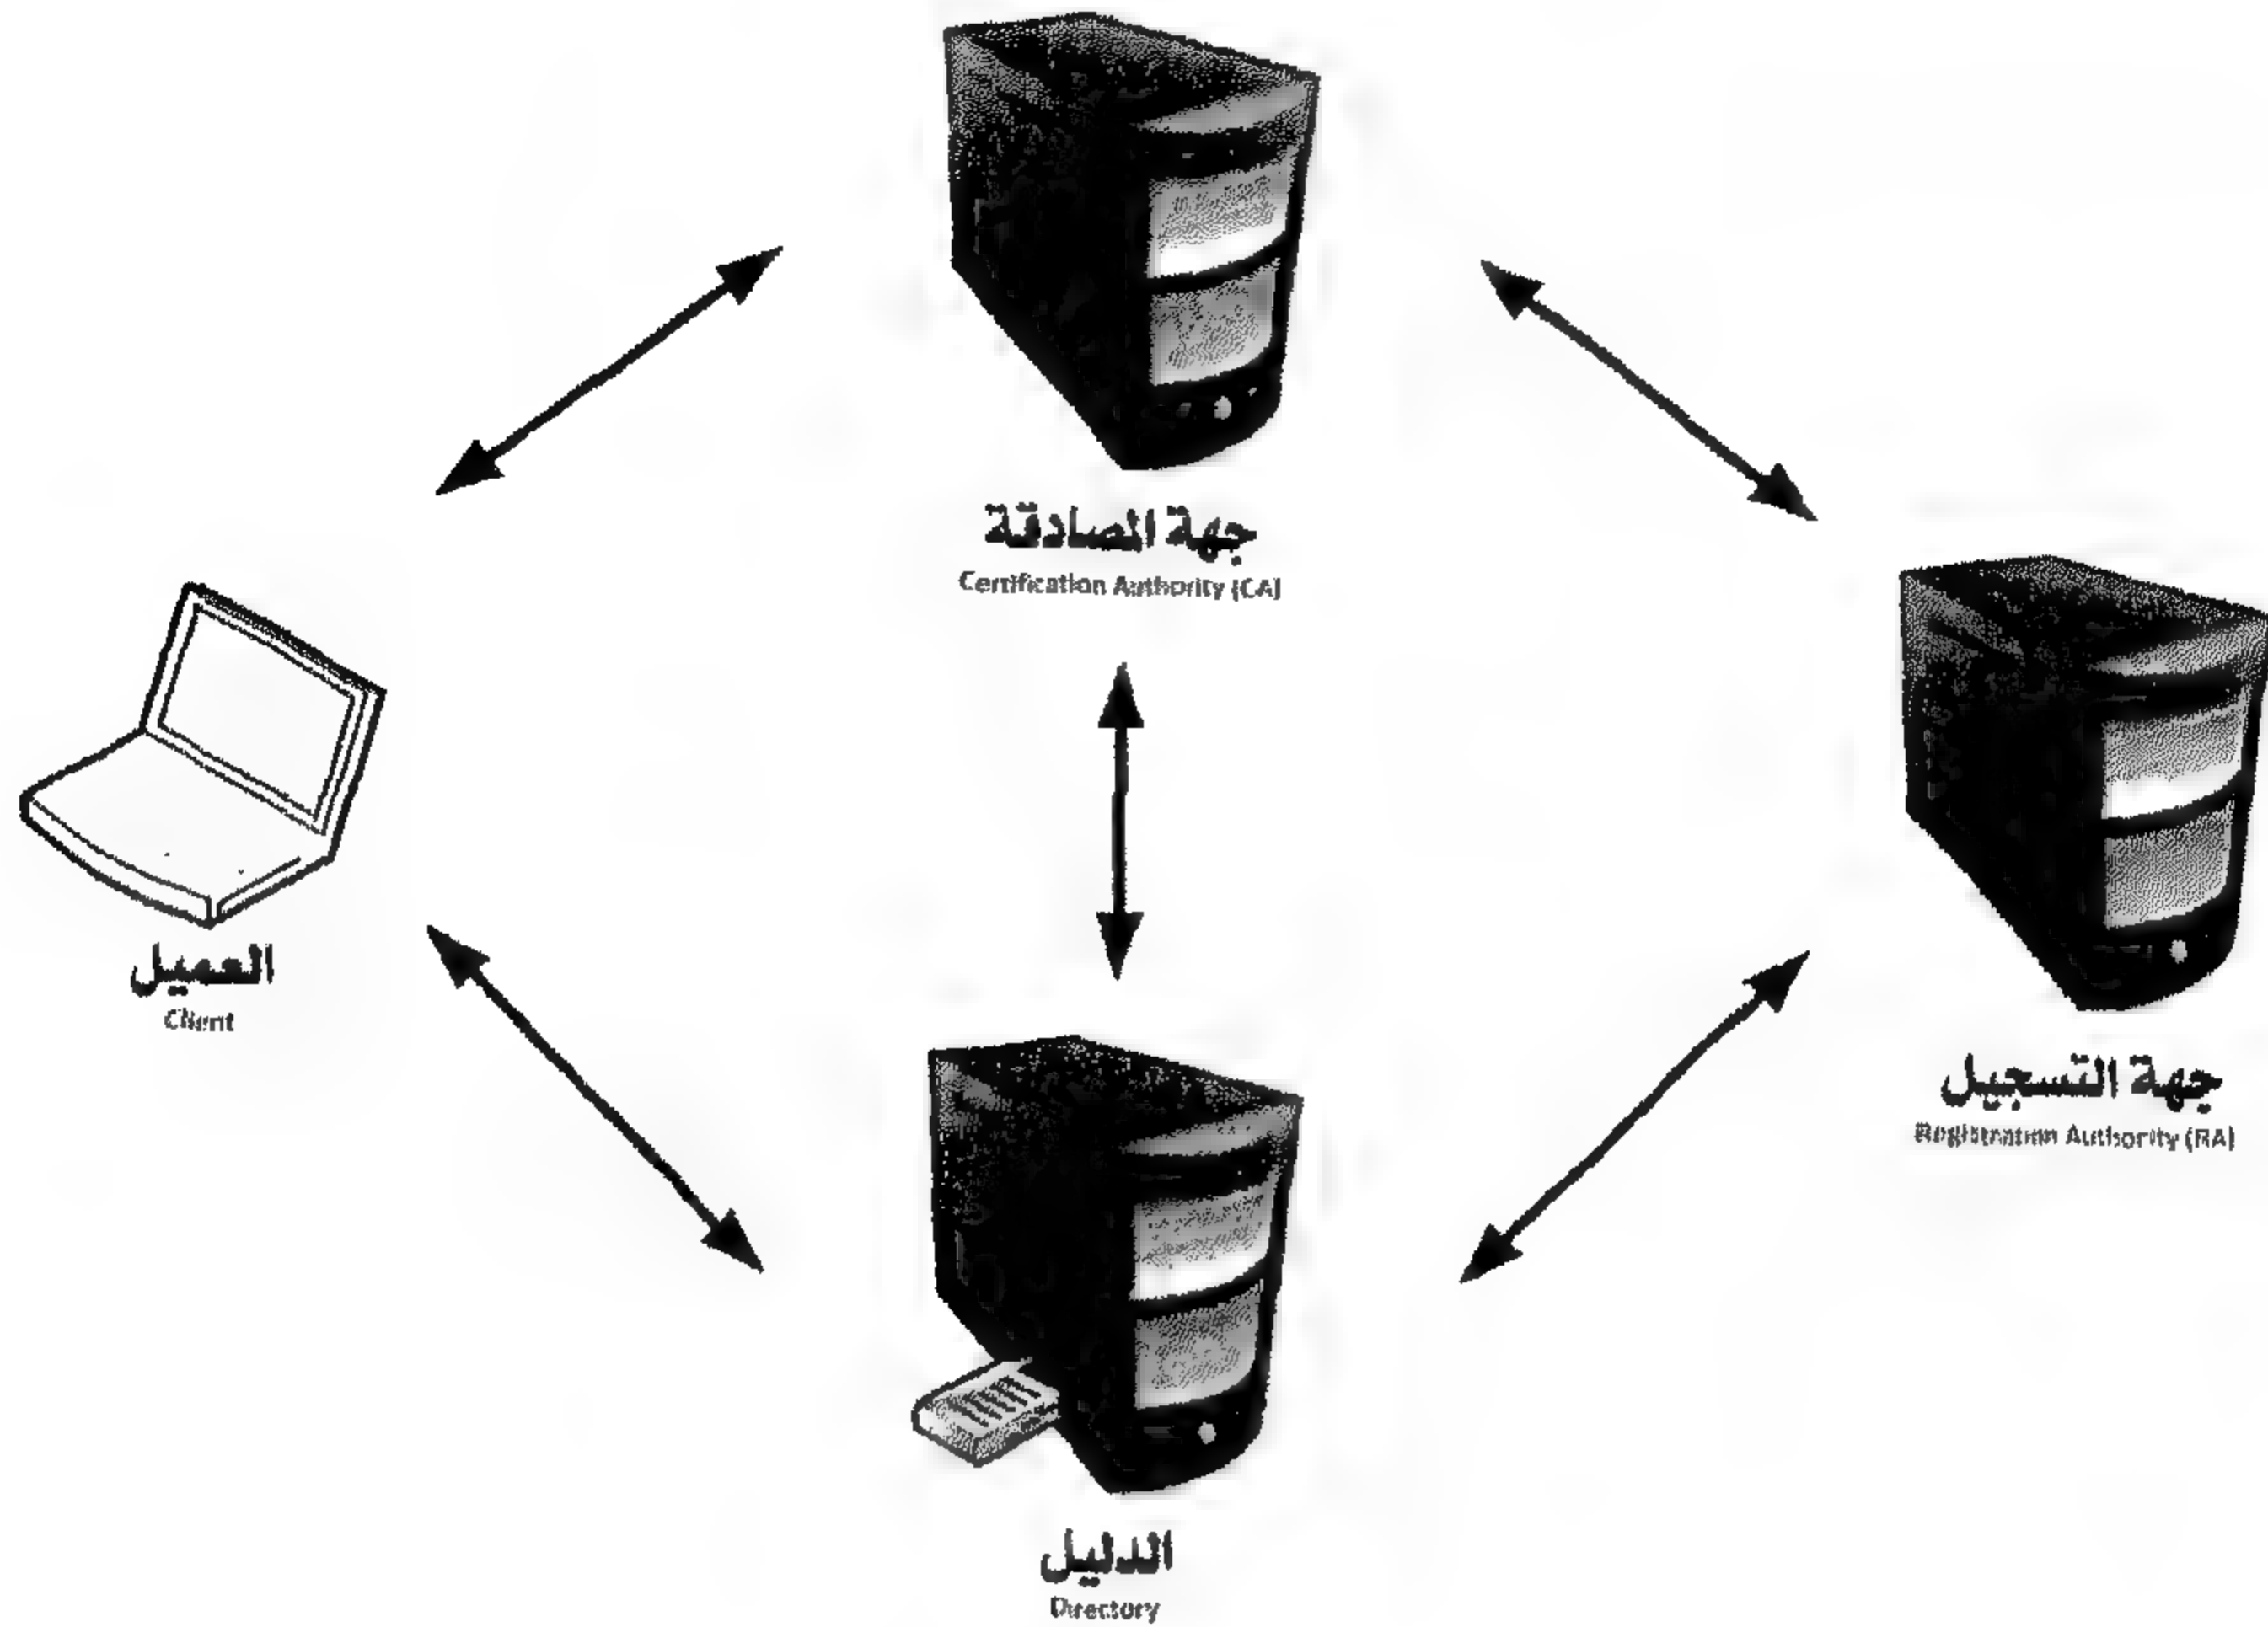 جهة المصادقة
Certification Authority (CA)
العميل
Client
جهة التسجيل
Registration Authority (RA)
الدليل
Directory